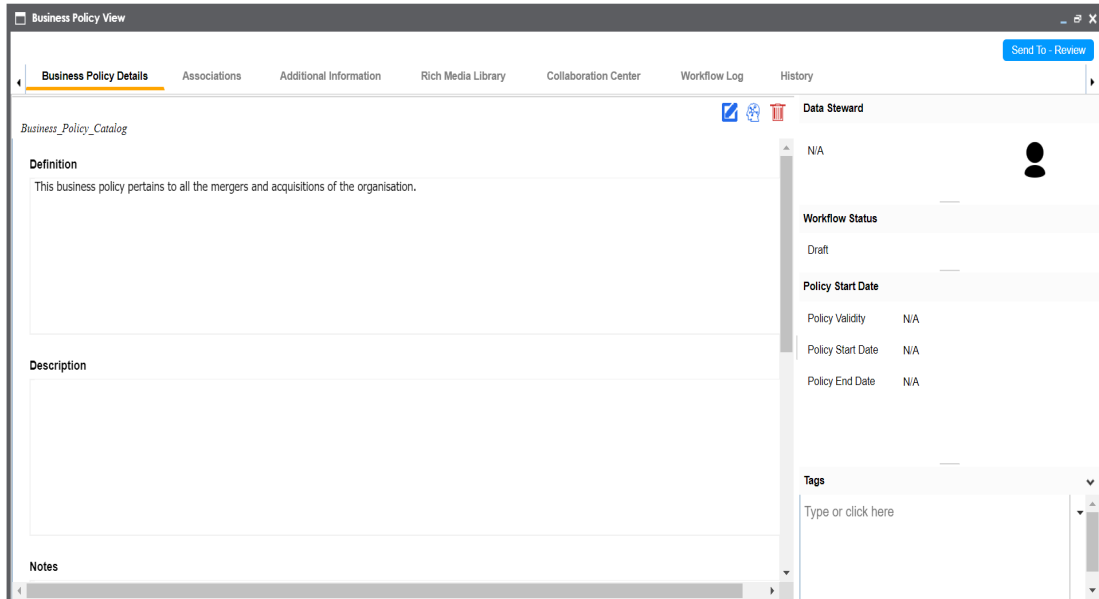 Business Policy View
Send To - Review
Business Policy Details Associations Additional Information Rich Media Library Collaboration Center Workflow Log History
Business_Policy_Catalog
Definition
This business policy pertains to all the mergers and acquisitions of the organisation.
Description
Notes
Data Steward
N/A
Workflow Status
Draft
Policy Start Date
Policy Validity N/A
Policy Start Date N/A
Policy End Date N/A
Tags
Type or click here